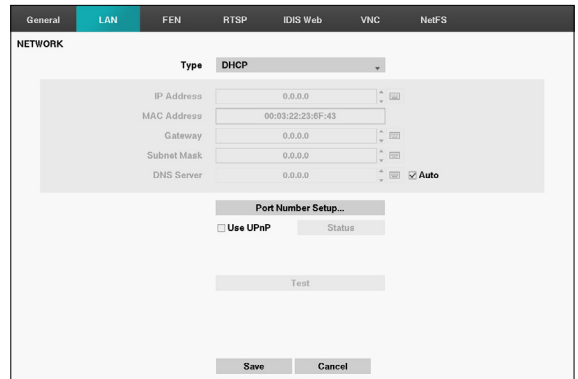 General LAN FEN RTSP IDIS Web VNC NetFS
NETWORK
Type DHCP
IP Address 0.0.0.0
MAC Address 00:03:22:23:6F:43
Gateway 0.0.0.0
Subnet Mask 0.0.0.0
DNS Server 0.0.0.0 Auto
Port Number Setup...
Use UPnP Status
Test
Save Cancel